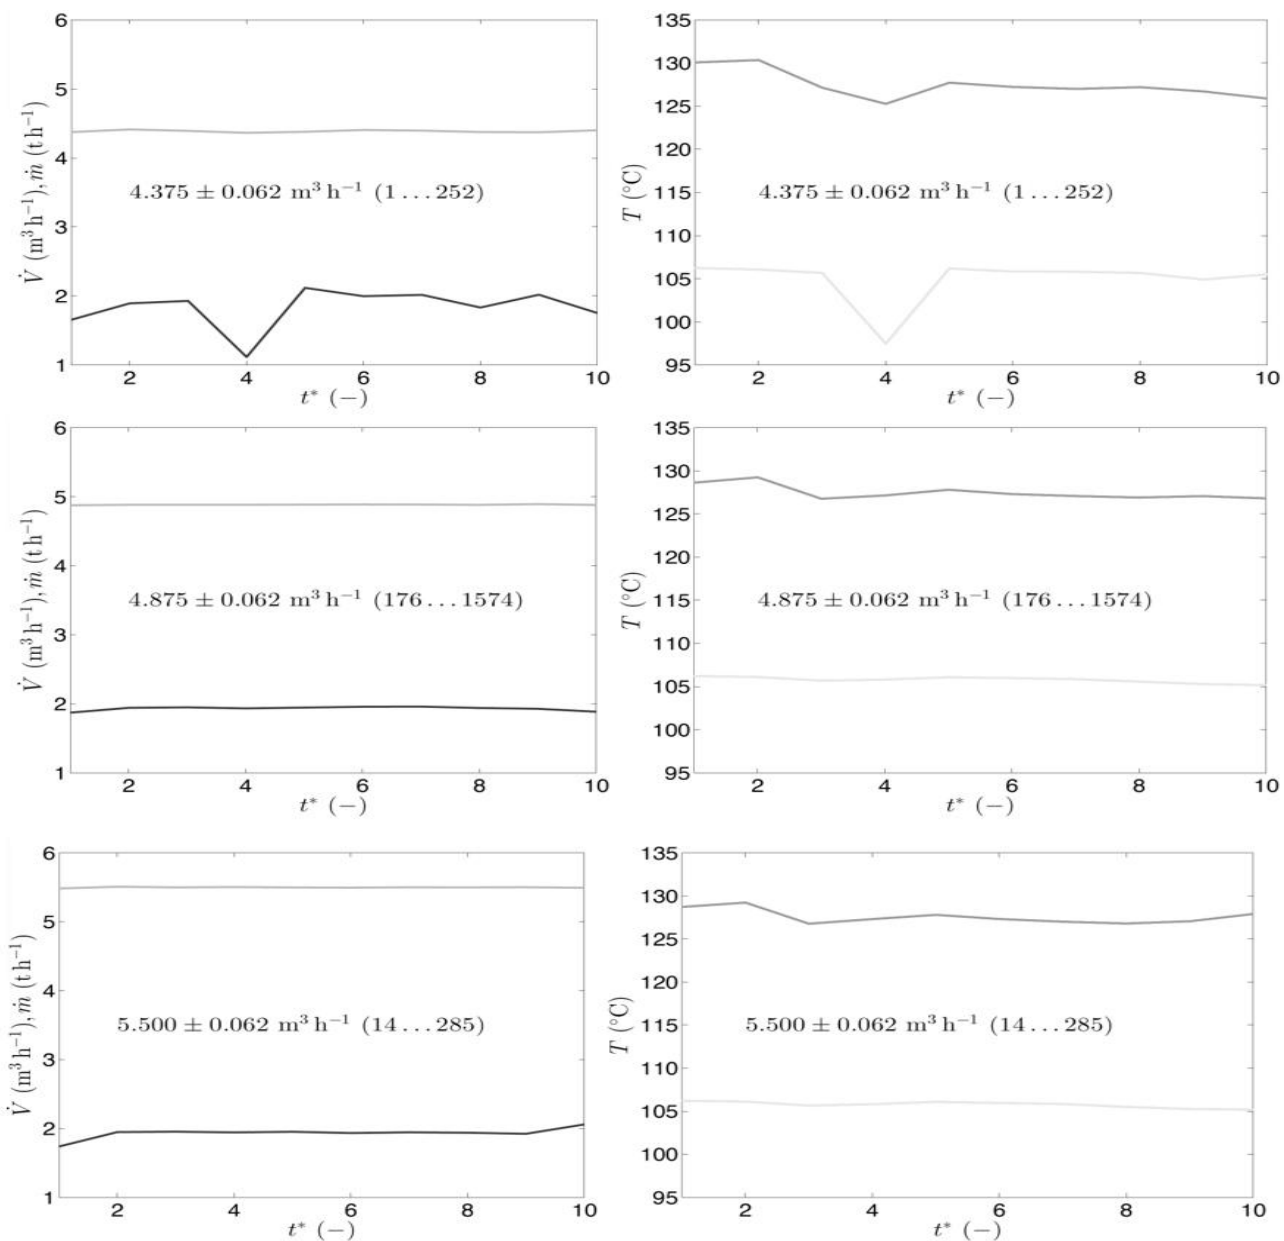 6
5
4
3
2
1
2 4 6 8 10
V̇ (m³ h⁻¹), ṁ (t h⁻¹)
4.375 ± 0.062 m³ h⁻¹ (1…252)
t* (−)
135
130
125
120
115
110
105
100
95
2 4 6 8 10
T (°C)
4.375 ± 0.062 m³ h⁻¹ (1…252)
t* (−)
6
5
4
3
2
1
2 4 6 8 10
V̇ (m³ h⁻¹), ṁ (t h⁻¹)
4.875 ± 0.062 m³ h⁻¹ (176…1574)
t* (−)
135
130
125
120
115
110
105
100
95
2 4 6 8 10
T (°C)
4.875 ± 0.062 m³ h⁻¹ (176…1574)
t* (−)
6
5
4
3
2
1
2 4 6 8 10
V̇ (m³ h⁻¹), ṁ (t h⁻¹)
5.500 ± 0.062 m³ h⁻¹ (14…285)
t* (−)
135
130
125
120
115
110
105
100
95
2 4 6 8 10
T (°C)
5.500 ± 0.062 m³ h⁻¹ (14…285)
t* (−)